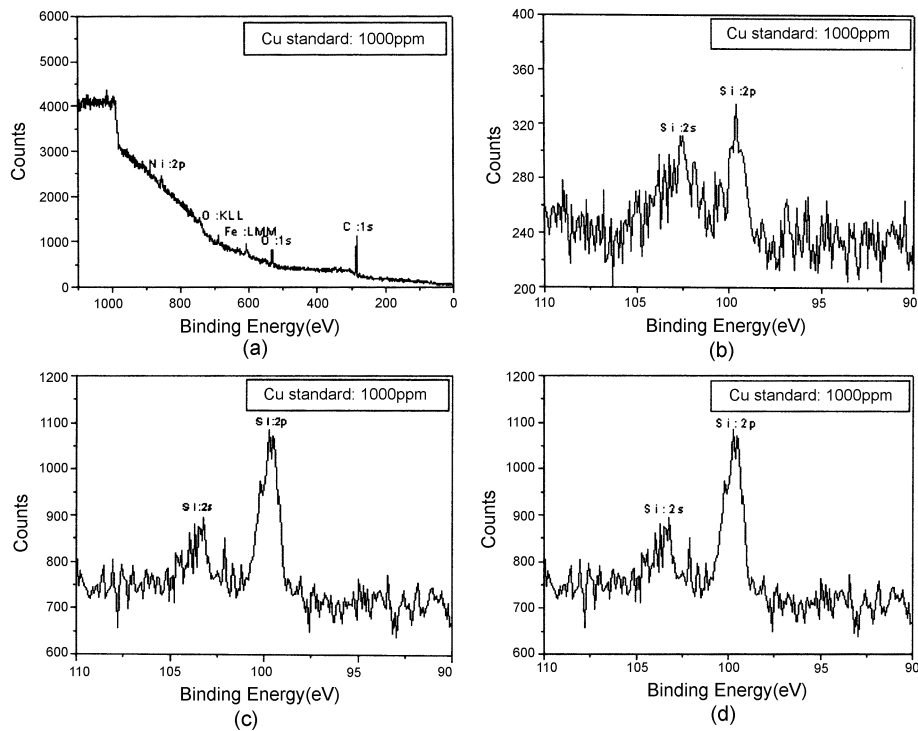 Cu standard: 1000ppm
6000
5000
4000
3000
2000
1000
0
Counts
Ni:2p
O :KLL
Fe:LMM
O :1s
C :1s
1000 800 600 400 200 0
Binding Energy(eV)
(a)
Cu standard: 1000ppm
400
360
320
280
240
200
Counts
Si:2s
Si:2p
110 105 100 95 90
Binding Energy(eV)
(b)
Cu standard: 1000ppm
1200
1100
1000
900
800
700
600
Counts
Si:2s
Si:2p
110 105 100 95 90
Binding Energy(eV)
(c)
Cu standard: 1000ppm
1200
1100
1000
900
800
700
600
Counts
Si:2s
Si:2p
110 105 100 95 90
Binding Energy(eV)
(d)